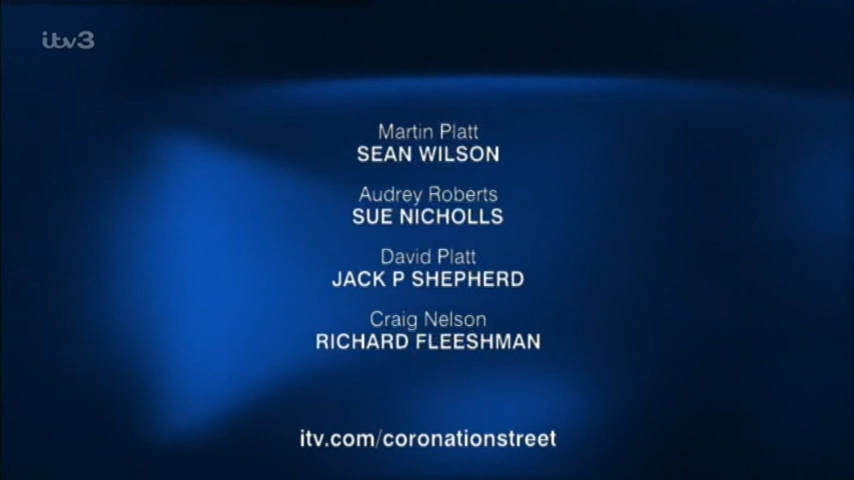 itv3
Martin Platt
SEAN WILSON
Audrey Roberts
SUE NICHOLLS
David Platt
JACK P SHEPHERD
Craig Nelson
RICHARD FLEESHMAN
itv.com/coronationstreet